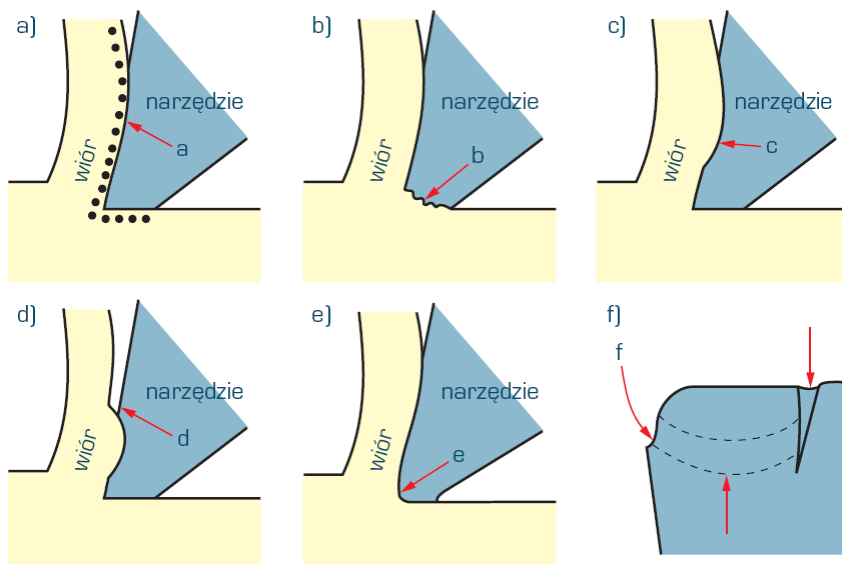 a)
narzędzie
a
wiór
b)
narzędzie
b
wiór
c)
narzędzie
c
wiór
d)
narzędzie
d
wiór
e)
narzędzie
e
wiór
f)
f